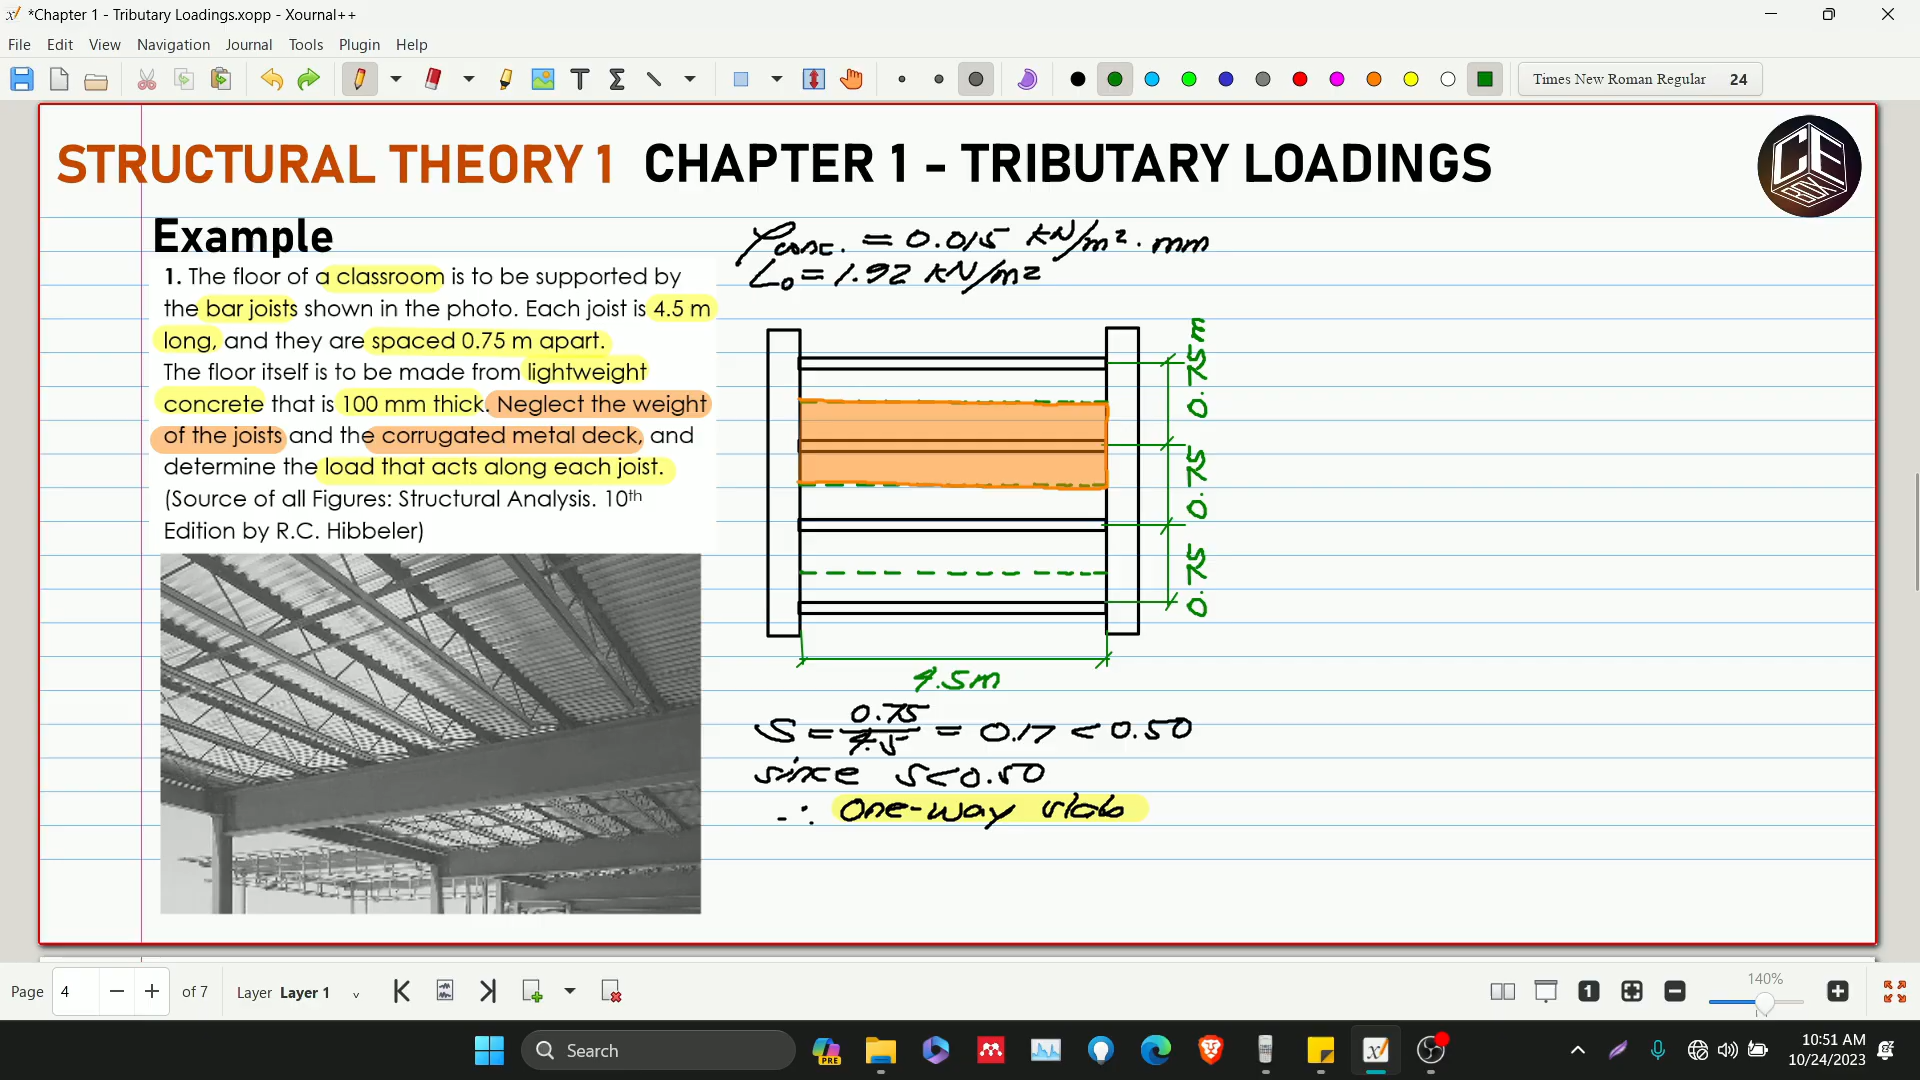 *Chapter 1 - Tributary Loadings.xopp - Xournal++
File Edit View Navigation Journal Tools Plugin Help
Times New Roman Regular 24
STRUCTURAL THEORY 1 CHAPTER 1 - TRIBUTARY LOADINGS
CE
BOX
Example
1. The floor of a classroom is to be supported by
the bar joists shown in the photo. Each joist is 4.5 m
long, and they are spaced 0.75 m apart.
The floor itself is to be made from lightweight
concrete that is 100 mm thick. Neglect the weight
of the joists and the corrugated metal deck, and
determine the load that acts along each joist.
(Source of all Figures: Structural Analysis. 10th
Edition by R.C. Hibbeler)
γconc. = 0.015 KN/m². mm
Lo = 1.92 KN/m²
0.75 m
0.75
0.75
4.5m
S = 0.75/4.5 = 0.17 < 0.50
since S < 0.50
∴ One-way slab
Page 4 of 7 Layer Layer 1
140%
Search
PRE
10:51 AM
10/24/2023